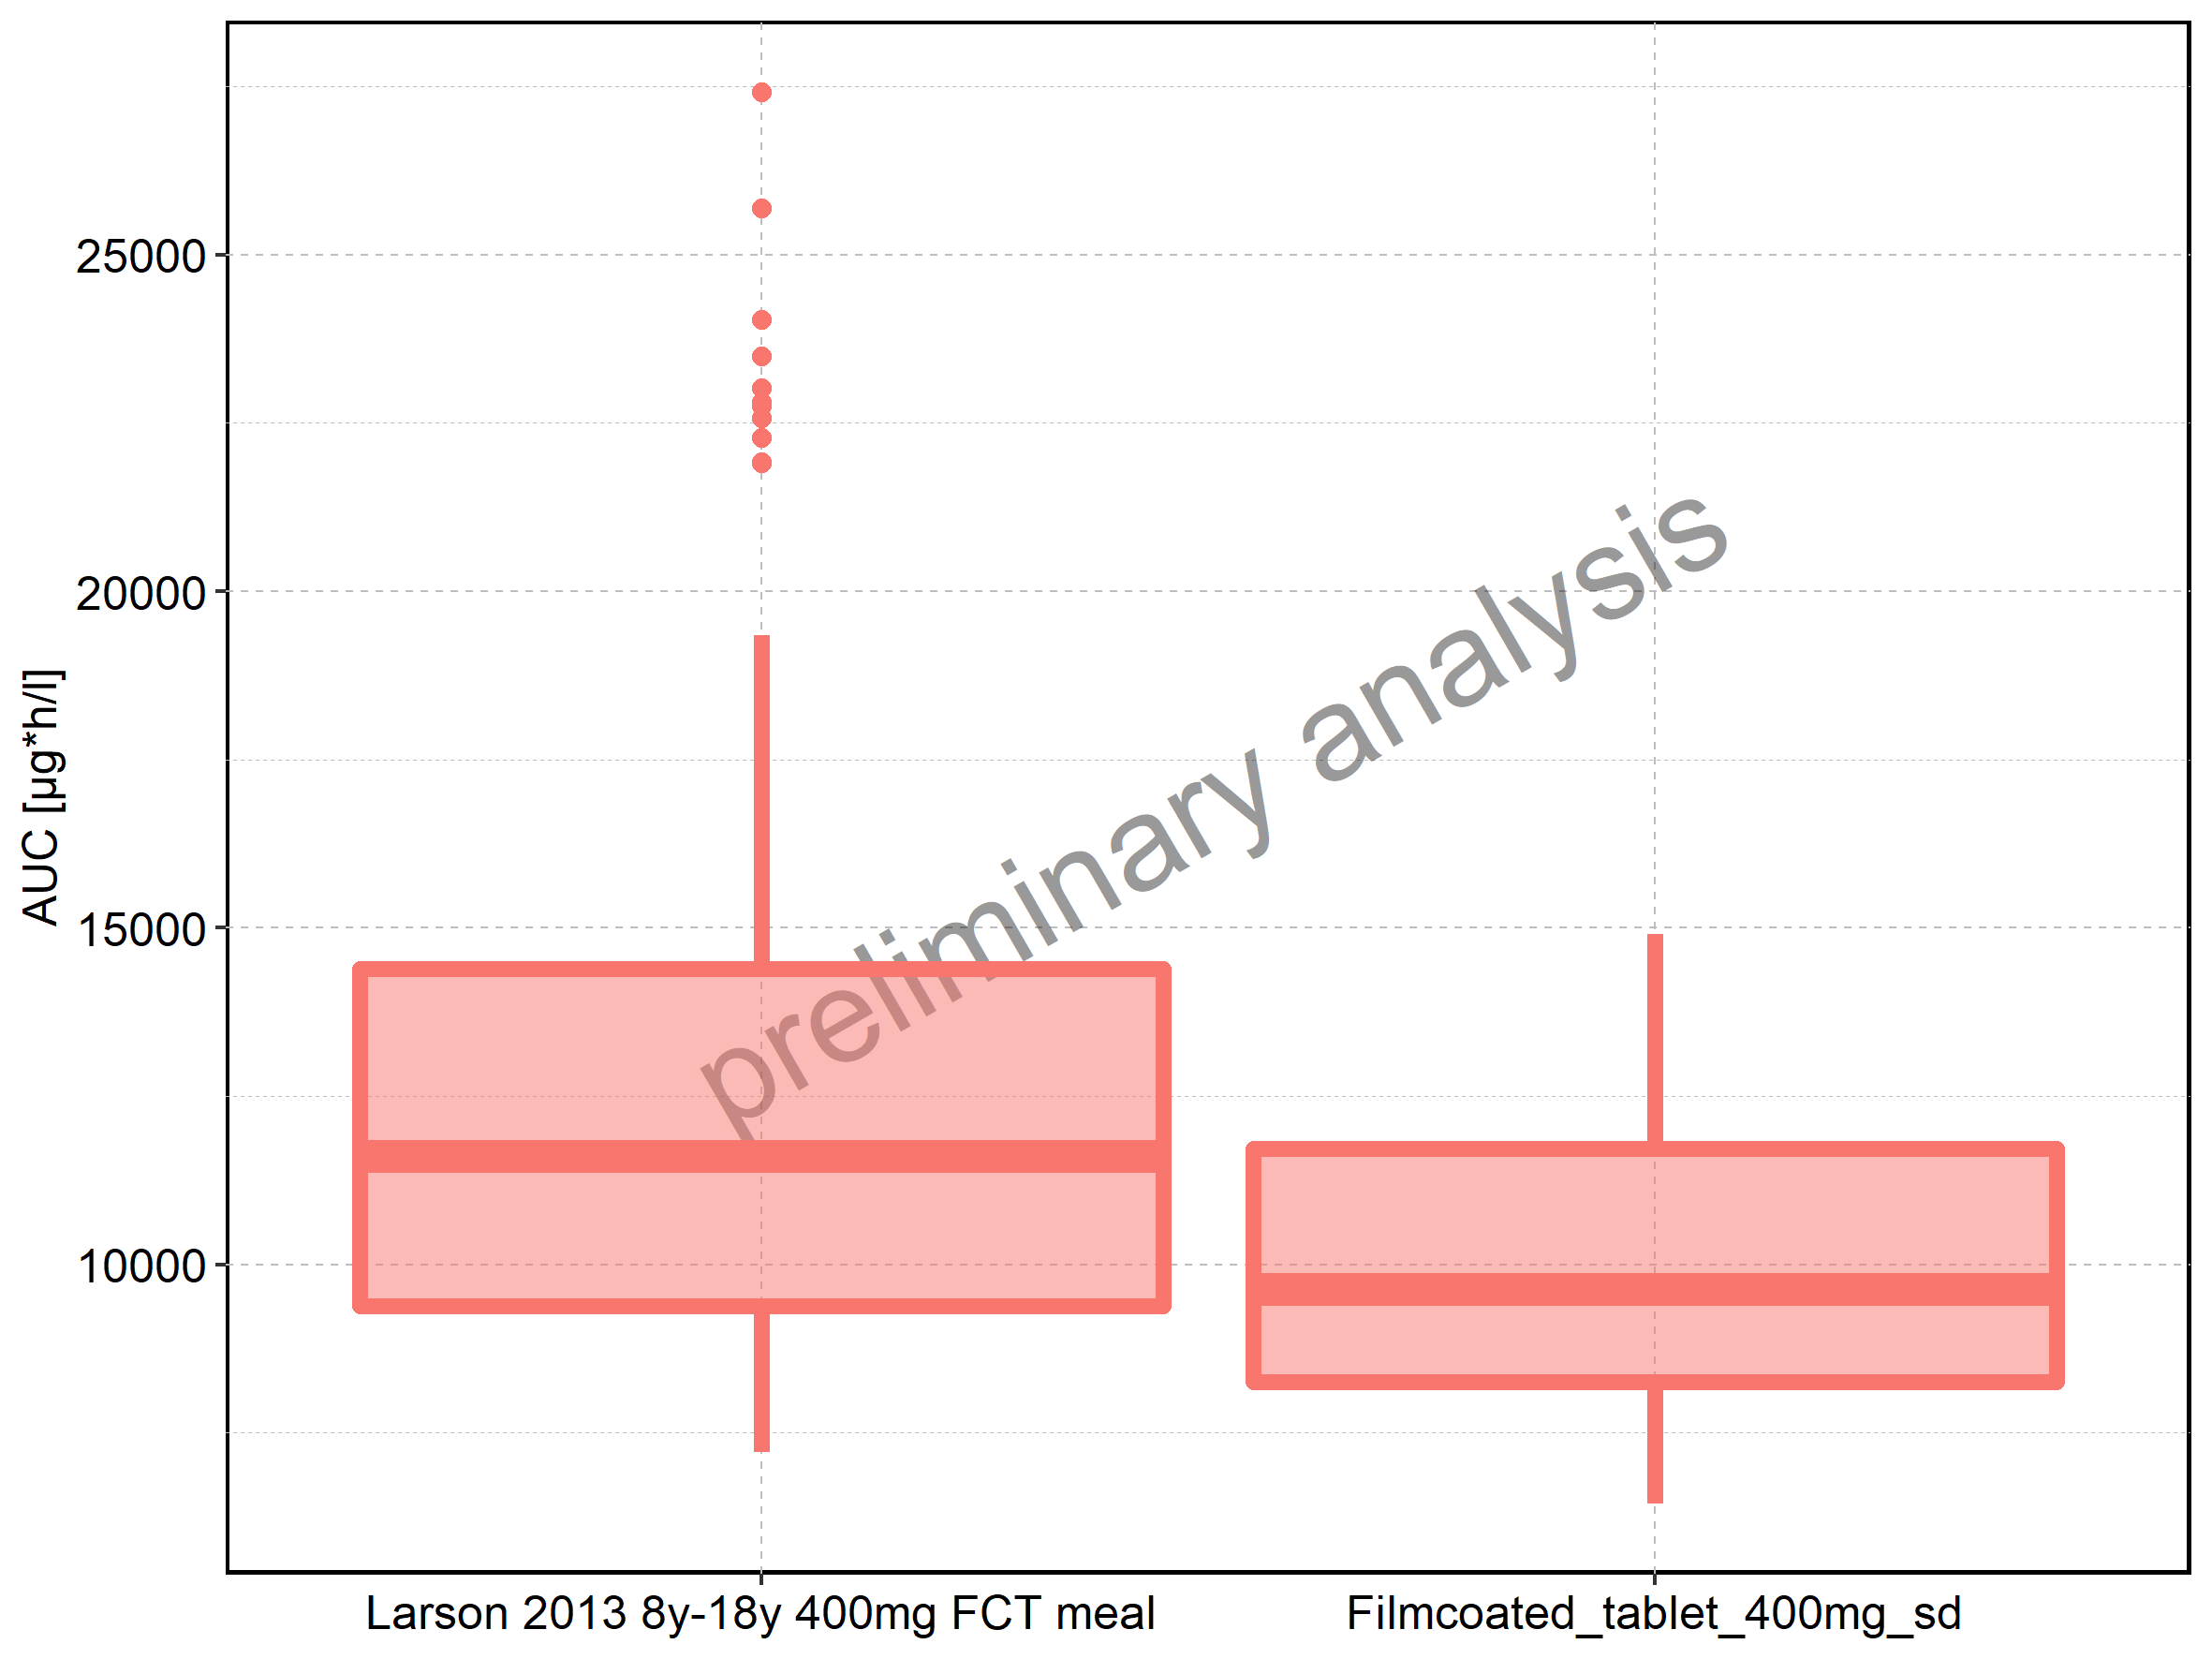 25000
20000
15000
10000
AUC [µg*h/l]
preliminary analysis
Larson 2013 8y-18y 400mg FCT meal
Filmcoated_tablet_400mg_sd